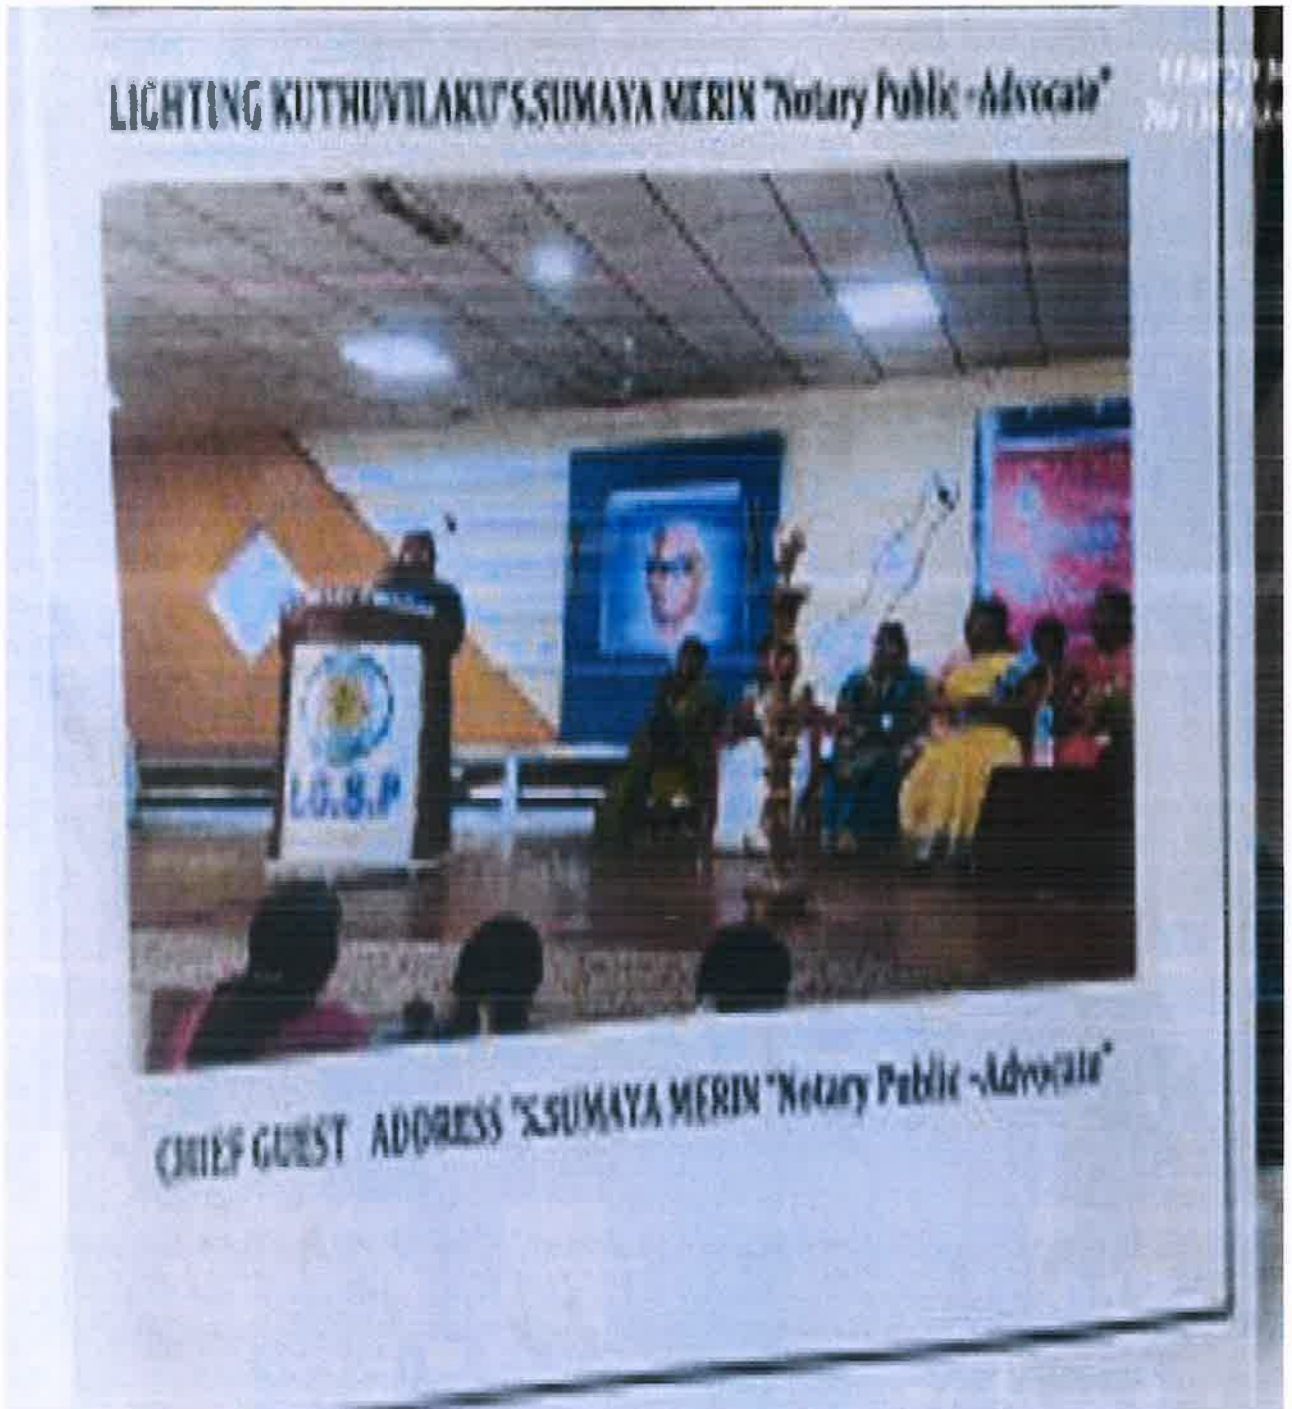 LIGHTING KUTHUVILAKU"S.SUMAYA MERIN "Notary Public -Advocate"
I.G.B.P
CHIEF GUEST ADDRESS "S.SUMAYA MERIN "Notary Public -Advocate"